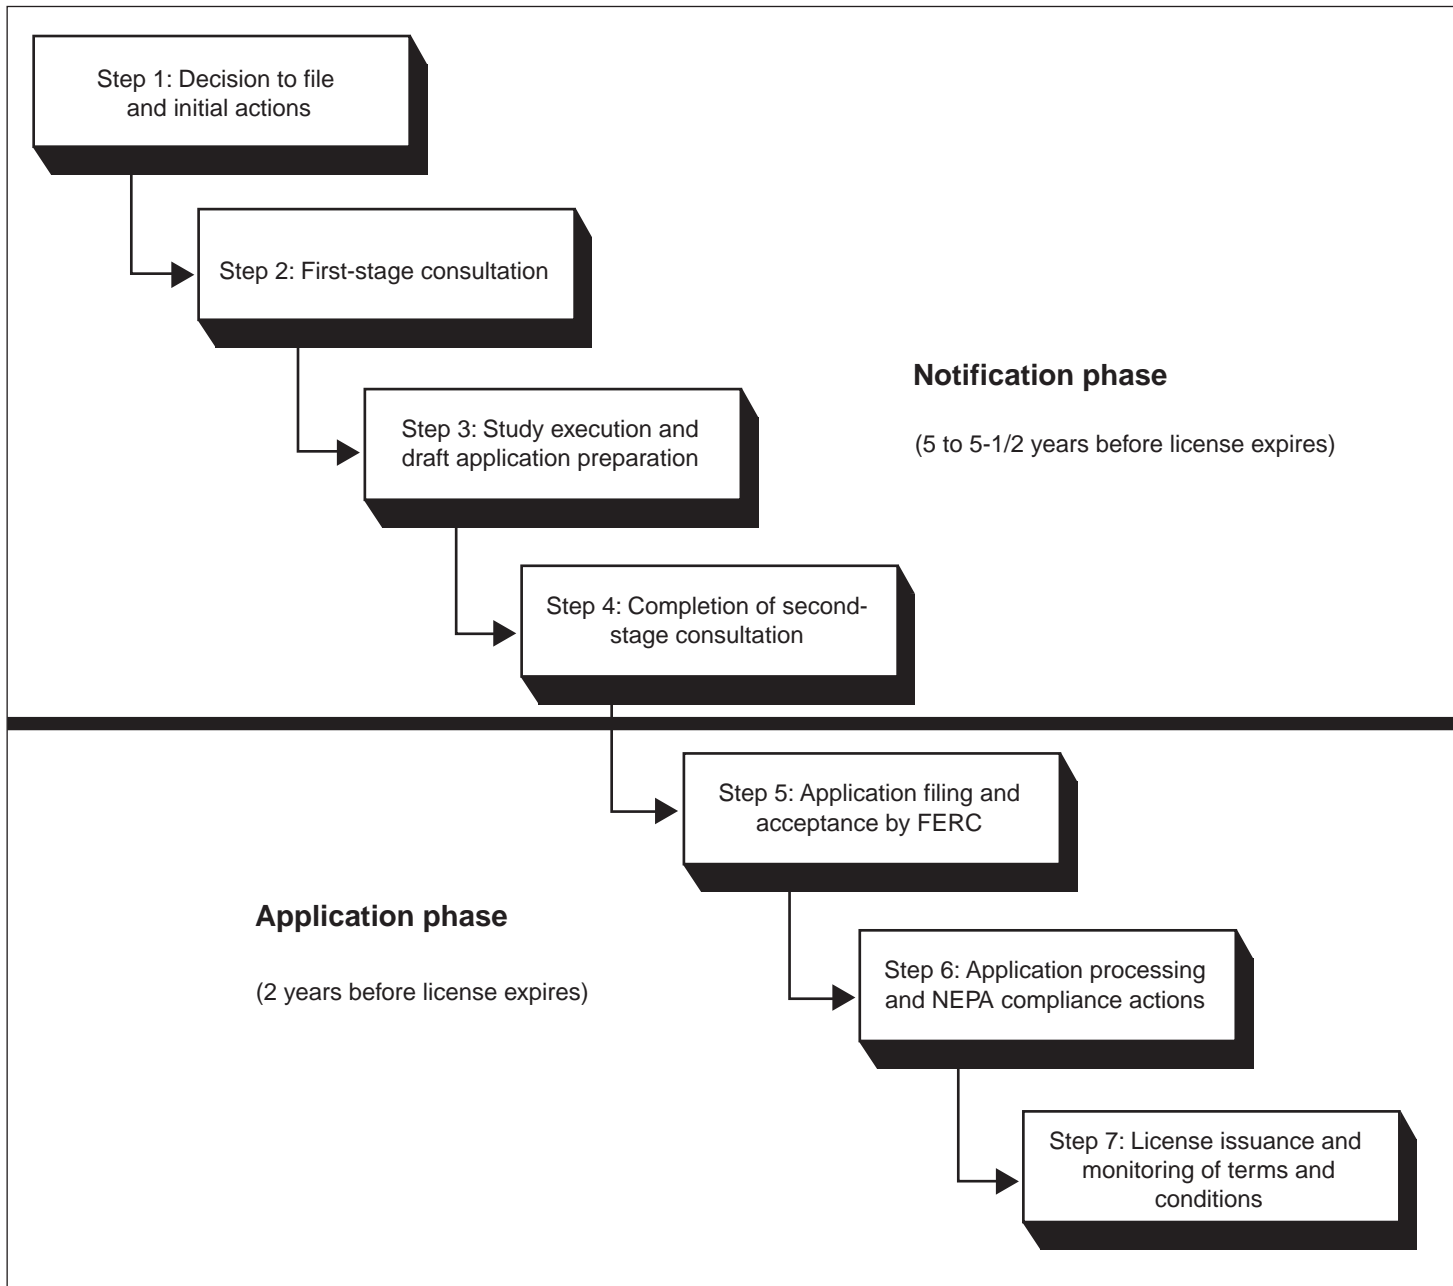 Step 1: Decision to file
and initial actions
Step 2: First-stage consultation
Step 3: Study execution and
draft application preparation
Notification phase
(5 to 5-1/2 years before license expires)
Step 4: Completion of second-
stage consultation
Step 5: Application filing and
acceptance by FERC
Application phase
(2 years before license expires)
Step 6: Application processing
and NEPA compliance actions
Step 7: License issuance and
monitoring of terms and
conditions